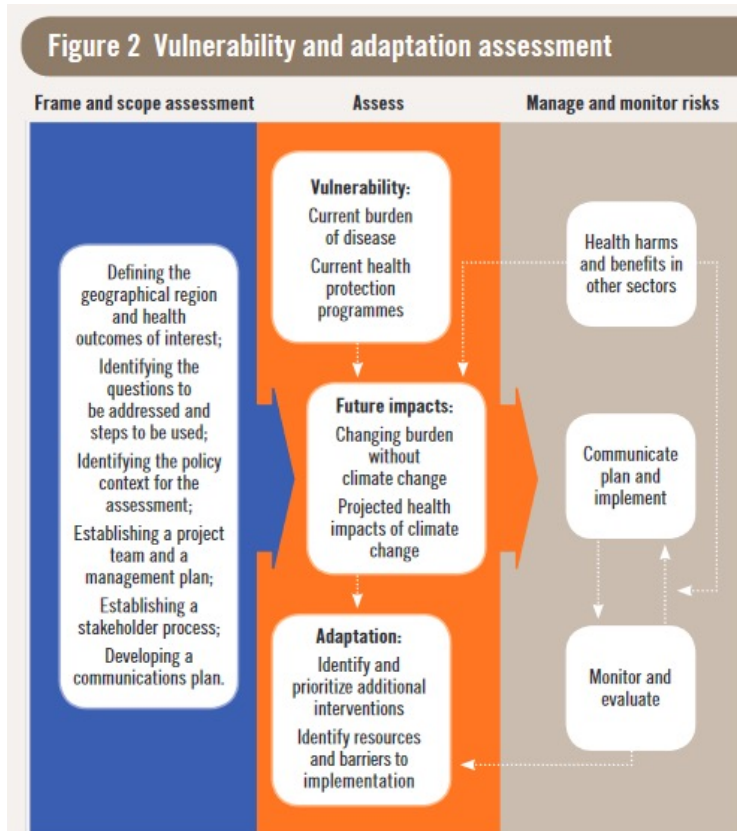 Figure 2 Vulnerability and adaptation assessment
Frame and scope assessment
Assess
Manage and monitor risks
Defining the
geographical region
and health
outcomes of interest;
Identifying the
questions to
be addressed and
steps to be used;
Identifying the policy
context for the
assessment;
Establishing a project
team and a
management plan;
Establishing a
stakeholder process;
Developing a
communications plan.
Vulnerability:
Current burden
of disease
Current health
protection
programmes
Future impacts:
Changing burden
without
climate change
Projected health
impacts of climate
change
Adaptation:
Identify and
prioritize additional
interventions
Identify resources
and barriers to
implementation
Health harms
and benefits in
other sectors
Communicate
plan and
implement
Monitor and
evaluate